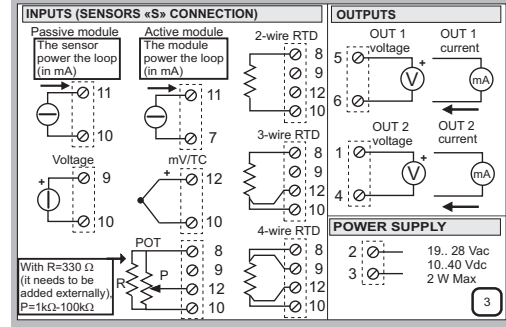 INPUTS (SENSORS «S» CONNECTION)
Passive module
The sensor
power the loop
(in mA)
11
10
Active module
The module
power the loop
(in mA)
11
7
2-wire RTD
8
9
12
10
Voltage
+
9
10
mV/TC
+
12
10
3-wire RTD
8
9
12
10
POT
R
P
8
9
12
10
With R=330 Ω
(it needs to be
added externally),
P=1kΩ-100kΩ
4-wire RTD
8
9
12
10
OUTPUTS
OUT 1
voltage
OUT 1
current
5
6
+
V
mA
OUT 2
voltage
OUT 2
current
1
4
+
V
mA
POWER SUPPLY
2
3
19.. 28 Vac
10..40 Vdc
2 W Max
3